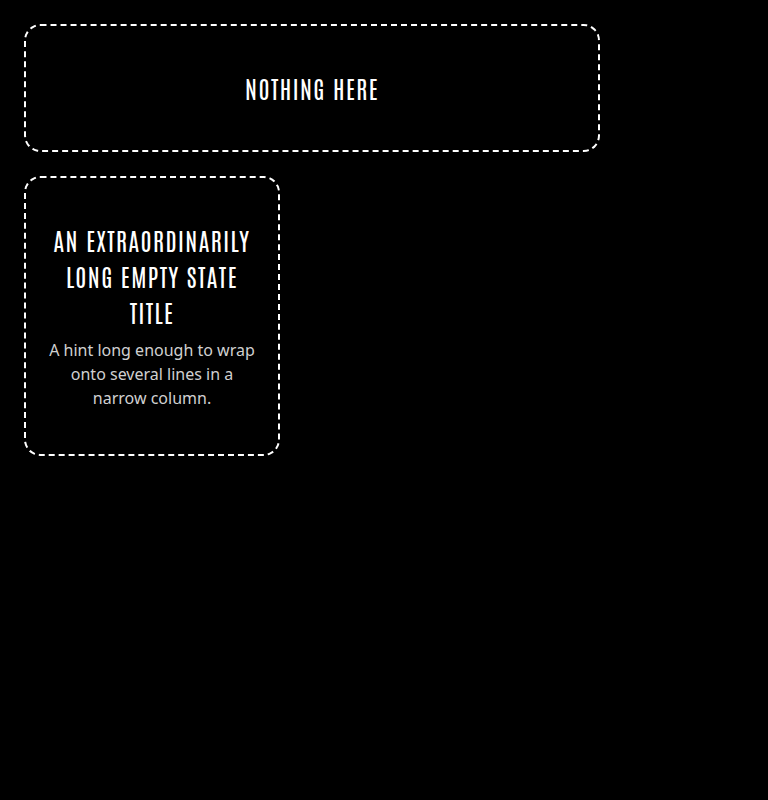 NOTHING HERE
AN EXTRAORDINARILY
LONG EMPTY STATE
TITLE
A hint long enough to wrap
onto several lines in a
narrow column.